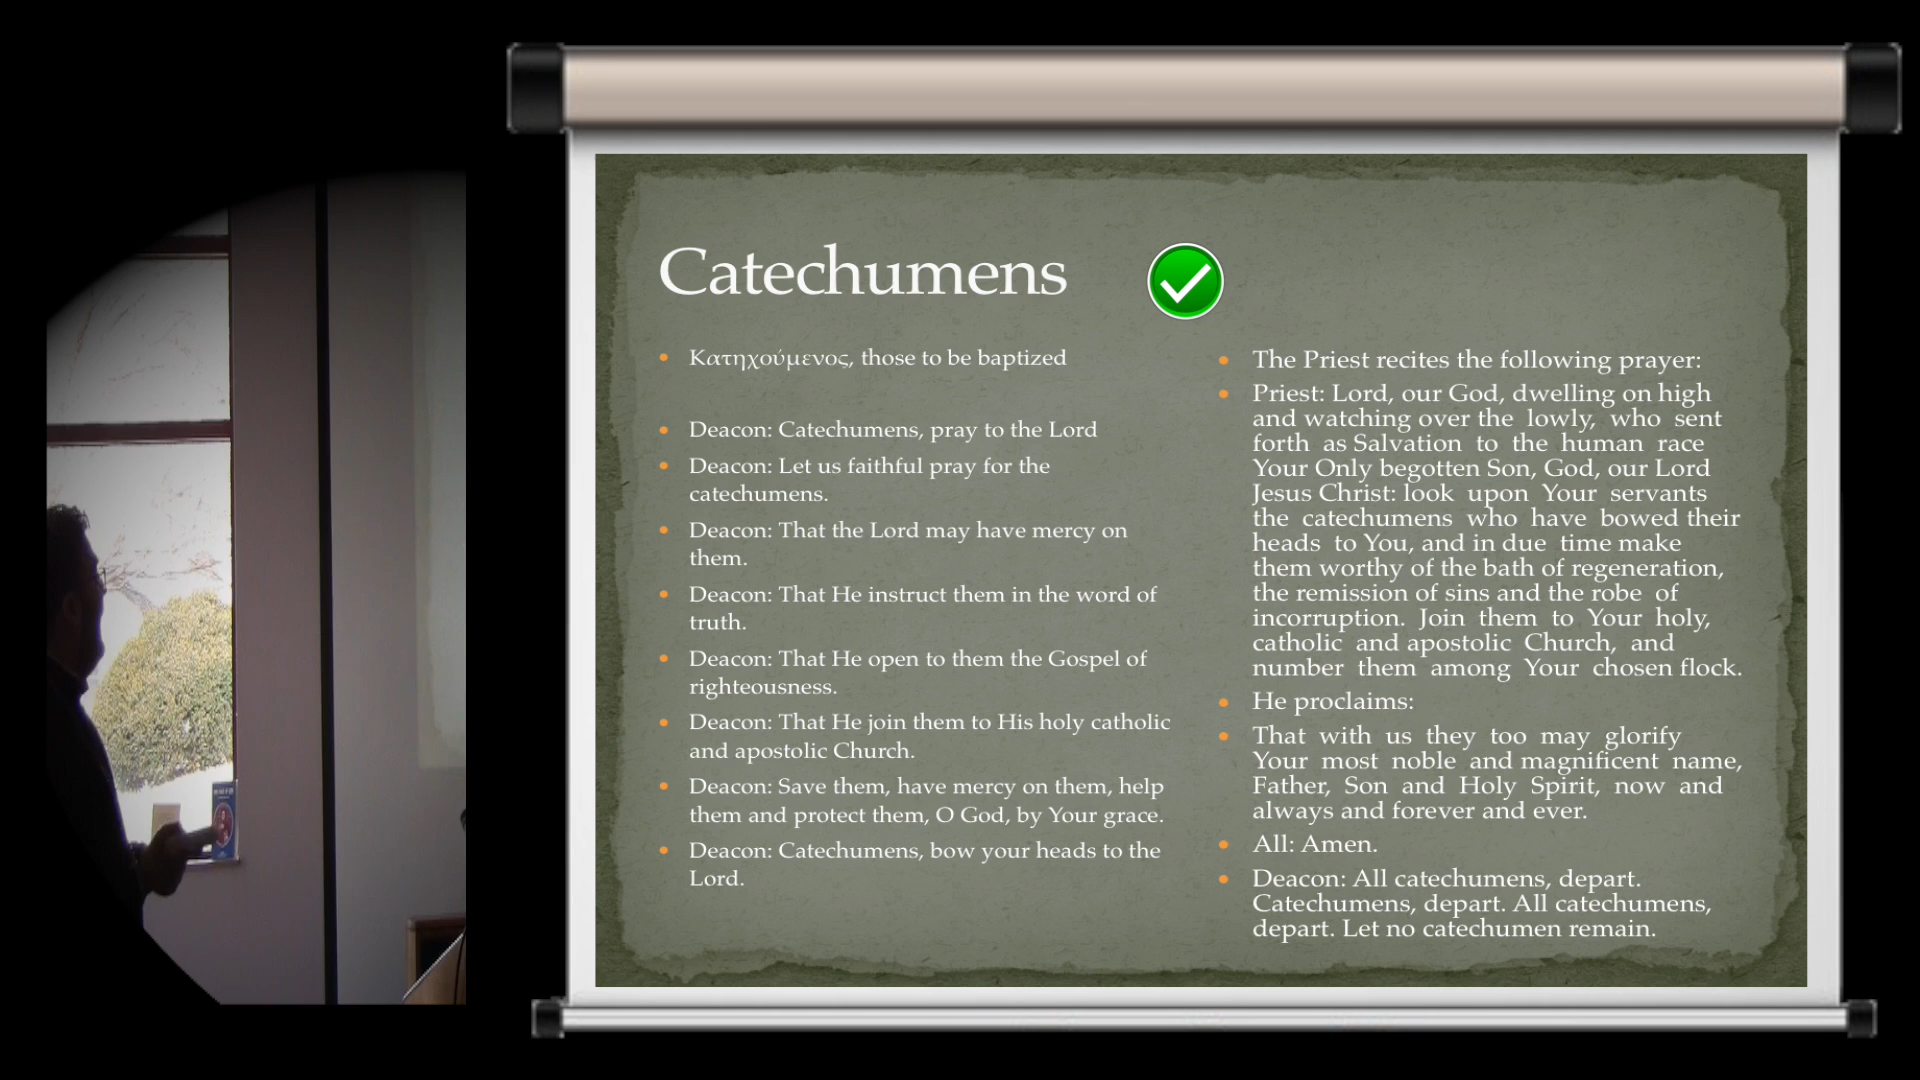 Catechumens
• Κατηχούμενος, those to be baptized
• Deacon: Catechumens, pray to the Lord
• Deacon: Let us faithful pray for the
catechumens.
• Deacon: That the Lord may have mercy on
them.
• Deacon: That He instruct them in the word of
truth.
• Deacon: That He open to them the Gospel of
righteousness.
• Deacon: That He join them to His holy catholic
and apostolic Church.
• Deacon: Save them, have mercy on them, help
them and protect them, O God, by Your grace.
• Deacon: Catechumens, bow your heads to the
Lord.
• The Priest recites the following prayer:
• Priest: Lord, our God, dwelling on high
and watching over the lowly, who sent
forth as Salvation to the human race
Your Only begotten Son, God, our Lord
Jesus Christ: look upon Your servants
the catechumens who have bowed their
heads to You, and in due time make
them worthy of the bath of regeneration,
the remission of sins and the robe of
incorruption. Join them to Your holy,
catholic and apostolic Church, and
number them among Your chosen flock.
• He proclaims:
• That with us they too may glorify
Your most noble and magnificent name,
Father, Son and Holy Spirit, now and
always and forever and ever.
• All: Amen.
• Deacon: All catechumens, depart.
Catechumens, depart. All catechumens,
depart. Let no catechumen remain.